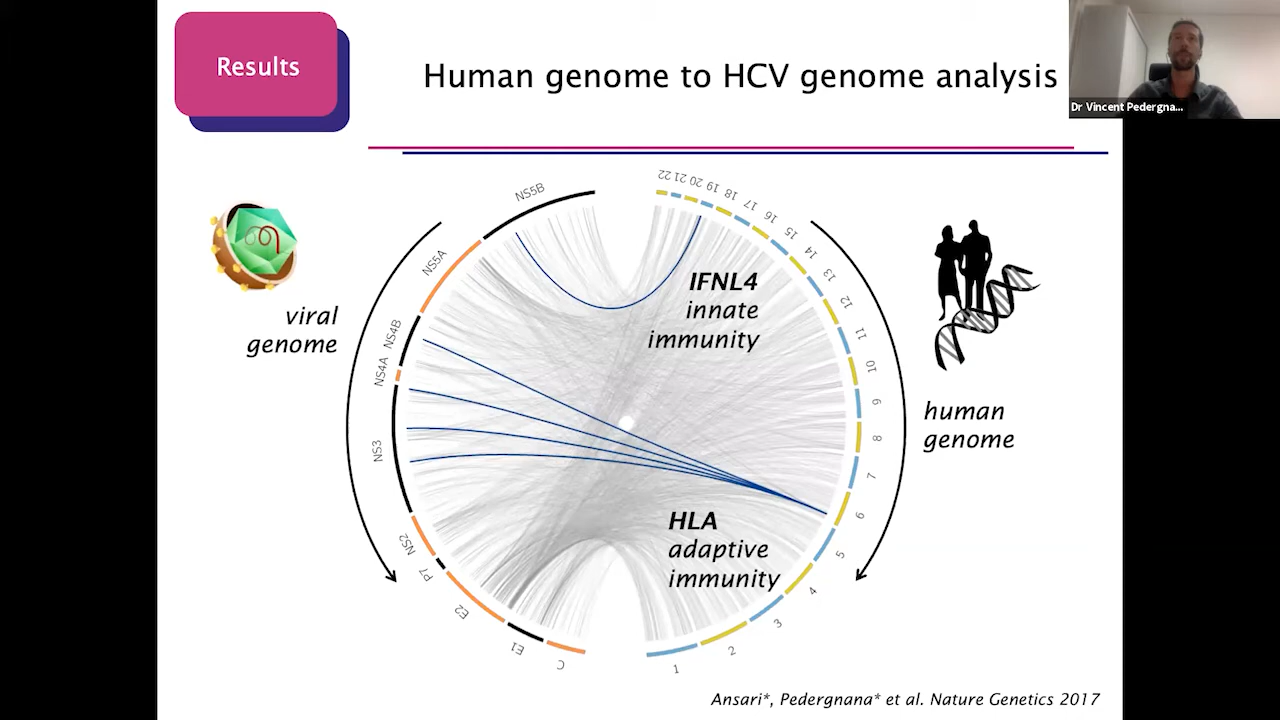 Results
Human genome to HCV genome analysis
Dr Vincent Pedergna...
viral
genome
NS5B
NS5A
NS4B
NS4A
NS3
NS2
P7
E2
E1
C
22
21
20
19
18
17
16
15
14
13
12
11
10
9
8
7
6
5
4
3
2
1
IFNL4
innate
immunity
HLA
adaptive
immunity
human
genome
Ansari*, Pedergnana* et al. Nature Genetics 2017